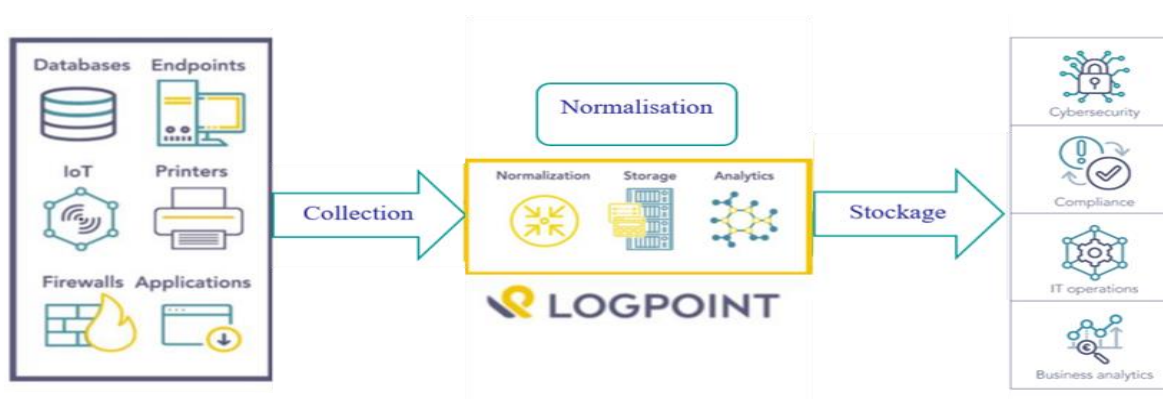 Databases Endpoints
IoT Printers
Firewalls Applications
Collection
Normalisation
Normalization Storage Analytics
LOGPOINT
Stockage
Cybersecurity
Compliance
IT operations
Business analytics